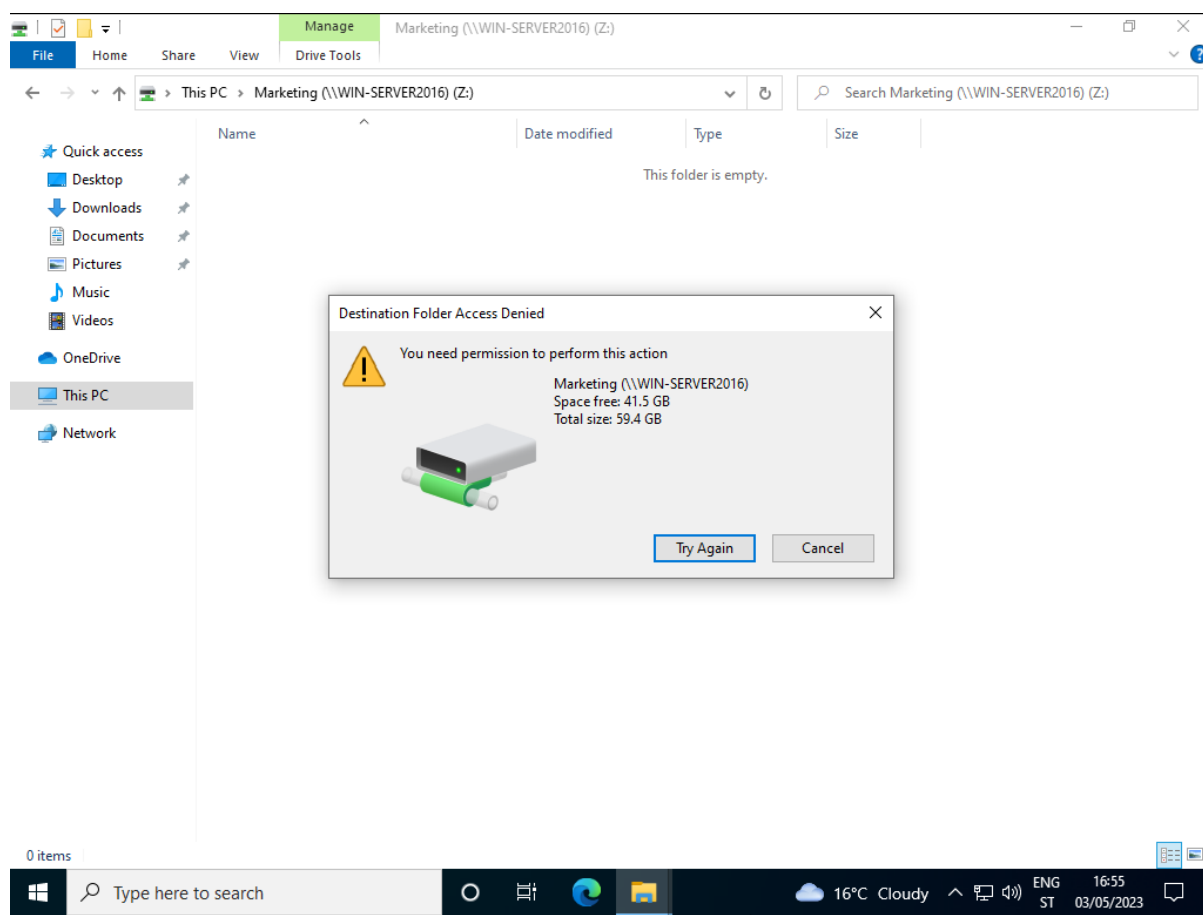 Manage Marketing (\\WIN-SERVER2016) (Z:)
File Home Share View Drive Tools
This PC > Marketing (\\WIN-SERVER2016) (Z:)
Search Marketing (\\WIN-SERVER2016) (Z:)
Name Date modified Type Size
This folder is empty.
Quick access
Desktop
Downloads
Documents
Pictures
Music
Videos
OneDrive
This PC
Network
Destination Folder Access Denied
You need permission to perform this action
Marketing (\\WIN-SERVER2016)
Space free: 41.5 GB
Total size: 59.4 GB
Try Again Cancel
0 items
Type here to search
16°C Cloudy
ENG
ST
16:55
03/05/2023